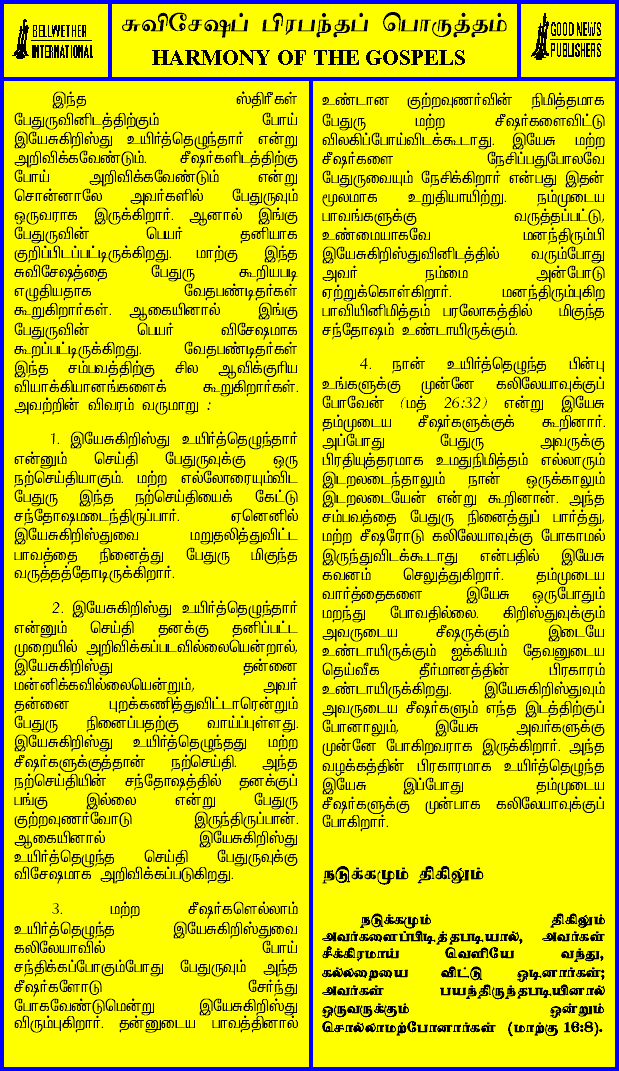 BELLWETHER
INTERNATIONAL
சுவிசேஷப் பிரபந்தப் பொருத்தம்
HARMONY OF THE GOSPELS
GOOD NEWS
PUBLISHERS
இந்த ஸ்திரீகள்
பேதுருவினிடத்திற்கும் போய்
இயேசுகிறிஸ்து உயிர்த்தெழுந்தார் என்று
அறிவிக்கவேண்டும். சீஷர்களிடத்திற்கு
போய் அறிவிக்கவேண்டும் என்று
சொன்னாலே அவர்களில் பேதுருவும்
ஒருவராக இருக்கிறார். ஆனால் இங்கு
பேதுருவின் பெயர் தனியாக
குறிப்பிடப்பட்டிருக்கிறது. மாற்கு இந்த
சுவிசேஷத்தை பேதுரு கூறியபடி
எழுதியதாக வேதபண்டிதர்கள்
கூறுகிறார்கள். ஆகையினால் இங்கு
பேதுருவின் பெயர் விசேஷமாக
கூறப்பட்டிருக்கிறது. வேதபண்டிதர்கள்
இந்த சம்பவத்திற்கு சில ஆவிக்குரிய
வியாக்கியானங்களைக் கூறுகிறார்கள்.
அவற்றின் விவரம் வருமாறு :
1. இயேசுகிறிஸ்து உயிர்த்தெழுந்தார்
என்னும் செய்தி பேதுருவுக்கு ஒரு
நற்செய்தியாகும். மற்ற எல்லோரையும்விட
பேதுரு இந்த நற்செய்தியைக் கேட்டு
சந்தோஷமடைந்திருப்பார். ஏனெனில்
இயேசுகிறிஸ்துவை மறுதலித்துவிட்ட
பாவத்தை நினைத்து பேதுரு மிகுந்த
வருத்தத்தோடிருக்கிறார்.
2. இயேசுகிறிஸ்து உயிர்த்தெழுந்தார்
என்னும் செய்தி தனக்கு தனிப்பட்ட
முறையில் அறிவிக்கப்படவில்லையென்றால்,
இயேசுகிறிஸ்து தன்னை
மன்னிக்கவில்லையென்றும், அவர்
தன்னை புறக்கணித்துவிட்டாரென்றும்
பேதுரு நினைப்பதற்கு வாய்ப்புள்ளது.
இயேசுகிறிஸ்து உயிர்த்தெழுந்தது மற்ற
சீஷர்களுக்குத்தான் நற்செய்தி. அந்த
நற்செய்தியின் சந்தோஷத்தில் தனக்குப்
பங்கு இல்லை என்று பேதுரு
குற்றவுணர்வோடு இருந்திருப்பான்.
ஆகையினால் இயேசுகிறிஸ்து
உயிர்த்தெழுந்த செய்தி பேதுருவுக்கு
விசேஷமாக அறிவிக்கப்படுகிறது.
3. மற்ற சீஷர்களெல்லாம்
உயிர்த்தெழுந்த இயேசுகிறிஸ்துவை
கலிலேயாவில் போய்
சந்திக்கப்போகும்போது பேதுருவும் அந்த
சீஷர்களோடு சேர்ந்து
போகவேண்டுமென்று இயேசுகிறிஸ்து
விரும்புகிறார். தன்னுடைய பாவத்தினால்
உண்டான குற்றவுணர்வின் நிமித்தமாக
பேதுரு மற்ற சீஷர்களைவிட்டு
விலகிப்போய்விடக்கூடாது. இயேசு மற்ற
சீஷர்களை நேசிப்பதுபோலவே
பேதுருவையும் நேசிக்கிறார் என்பது இதன்
மூலமாக உறுதியாயிற்று. நம்முடைய
பாவங்களுக்கு வருத்தப்பட்டு,
உண்மையாகவே மனந்திரும்பி
இயேசுகிறிஸ்துவினிடத்தில் வரும்போது
அவர் நம்மை அன்போடு
ஏற்றுக்கொள்கிறார். மனந்திரும்புகிற
பாவியினிமித்தம் பரலோகத்தில் மிகுந்த
சந்தோஷம் உண்டாயிருக்கும்.
4. நான் உயிர்த்தெழுந்த பின்பு
உங்களுக்கு முன்னே கலிலேயாவுக்குப்
போவேன் (மத் 26:32) என்று இயேசு
தம்முடைய சீஷர்களுக்குக் கூறினார்.
அப்போது பேதுரு அவருக்கு
பிரதியுத்தரமாக உமதுநிமித்தம் எல்லாரும்
இடறலடைந்தாலும் நான் ஒருக்காலும்
இடறலடையேன் என்று கூறினான். அந்த
சம்பவத்தை பேதுரு நினைத்துப் பார்த்து,
மற்ற சீஷரோடு கலிலேயாவுக்கு போகாமல்
இருந்துவிடக்கூடாது என்பதில் இயேசு
கவனம் செலுத்துகிறார். தம்முடைய
வார்த்தைகளை இயேசு ஒருபோதும்
மறந்து போவதில்லை. கிறிஸ்துவுக்கும்
அவருடைய சீஷருக்கும் இடையே
உண்டாயிருக்கும் ஐக்கியம் தேவனுடைய
தெய்வீக தீர்மானத்தின் பிரகாரம்
உண்டாயிருக்கிறது. இயேசுகிறிஸ்துவும்
அவருடைய சீஷர்களும் எந்த இடத்திற்குப்
போனாலும், இயேசு அவர்களுக்கு
முன்னே போகிறவராக இருக்கிறார். அந்த
வழக்கத்தின் பிரகாரமாக உயிர்த்தெழுந்த
இயேசு இப்போது தம்முடைய
சீஷர்களுக்கு முன்பாக கலிலேயாவுக்குப்
போகிறார்.
நடுக்கமும் திகிலும்
நடுக்கமும் திகிலும்
அவர்களைப்பிடித்தபடியால், அவர்கள்
சீக்கிரமாய் வெளியே வந்து,
கல்லறையை விட்டு ஓடினார்கள்;
அவர்கள் பயந்திருந்தபடியினால்
ஒருவருக்கும் ஒன்றும்
சொல்லாமற்போனார்கள் (மாற்கு 16:8).